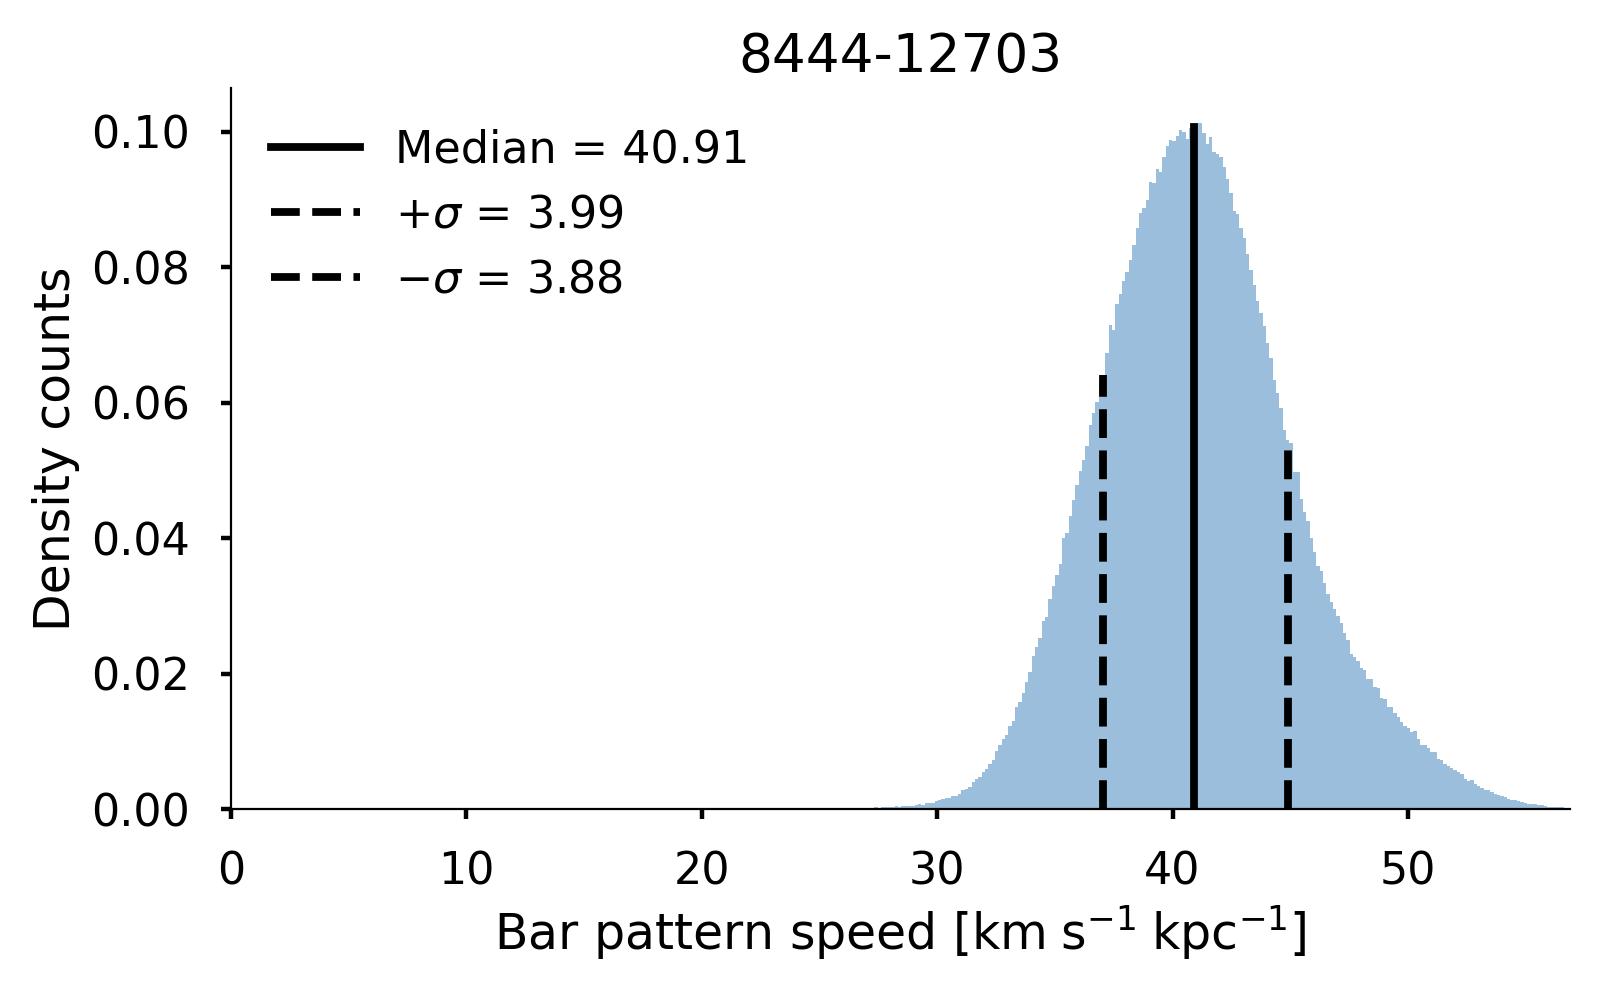 8444-12703
Median = 40.91
+σ = 3.99
−σ = 3.88
Density counts
0.10
0.08
0.06
0.04
0.02
0.00
0 10 20 30 40 50
Bar pattern speed [km s⁻¹ kpc⁻¹]